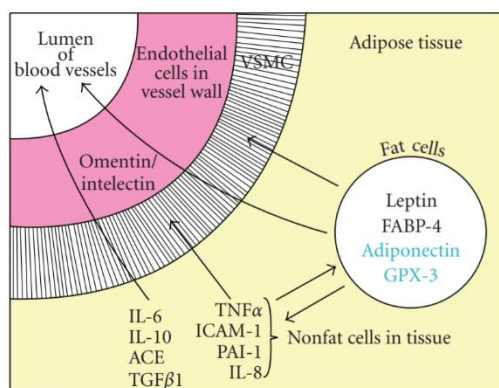 Lumen
of
blood vessels
Endothelial
cells in
vessel wall
VSMC
Adipose tissue
Omentin/
intelectin
Fat cells
Leptin
FABP-4
Adiponectin
GPX-3
IL-6
IL-10
ACE
TGFβ1
TNFα
ICAM-1
PAI-1
IL-8
Nonfat cells in tissue